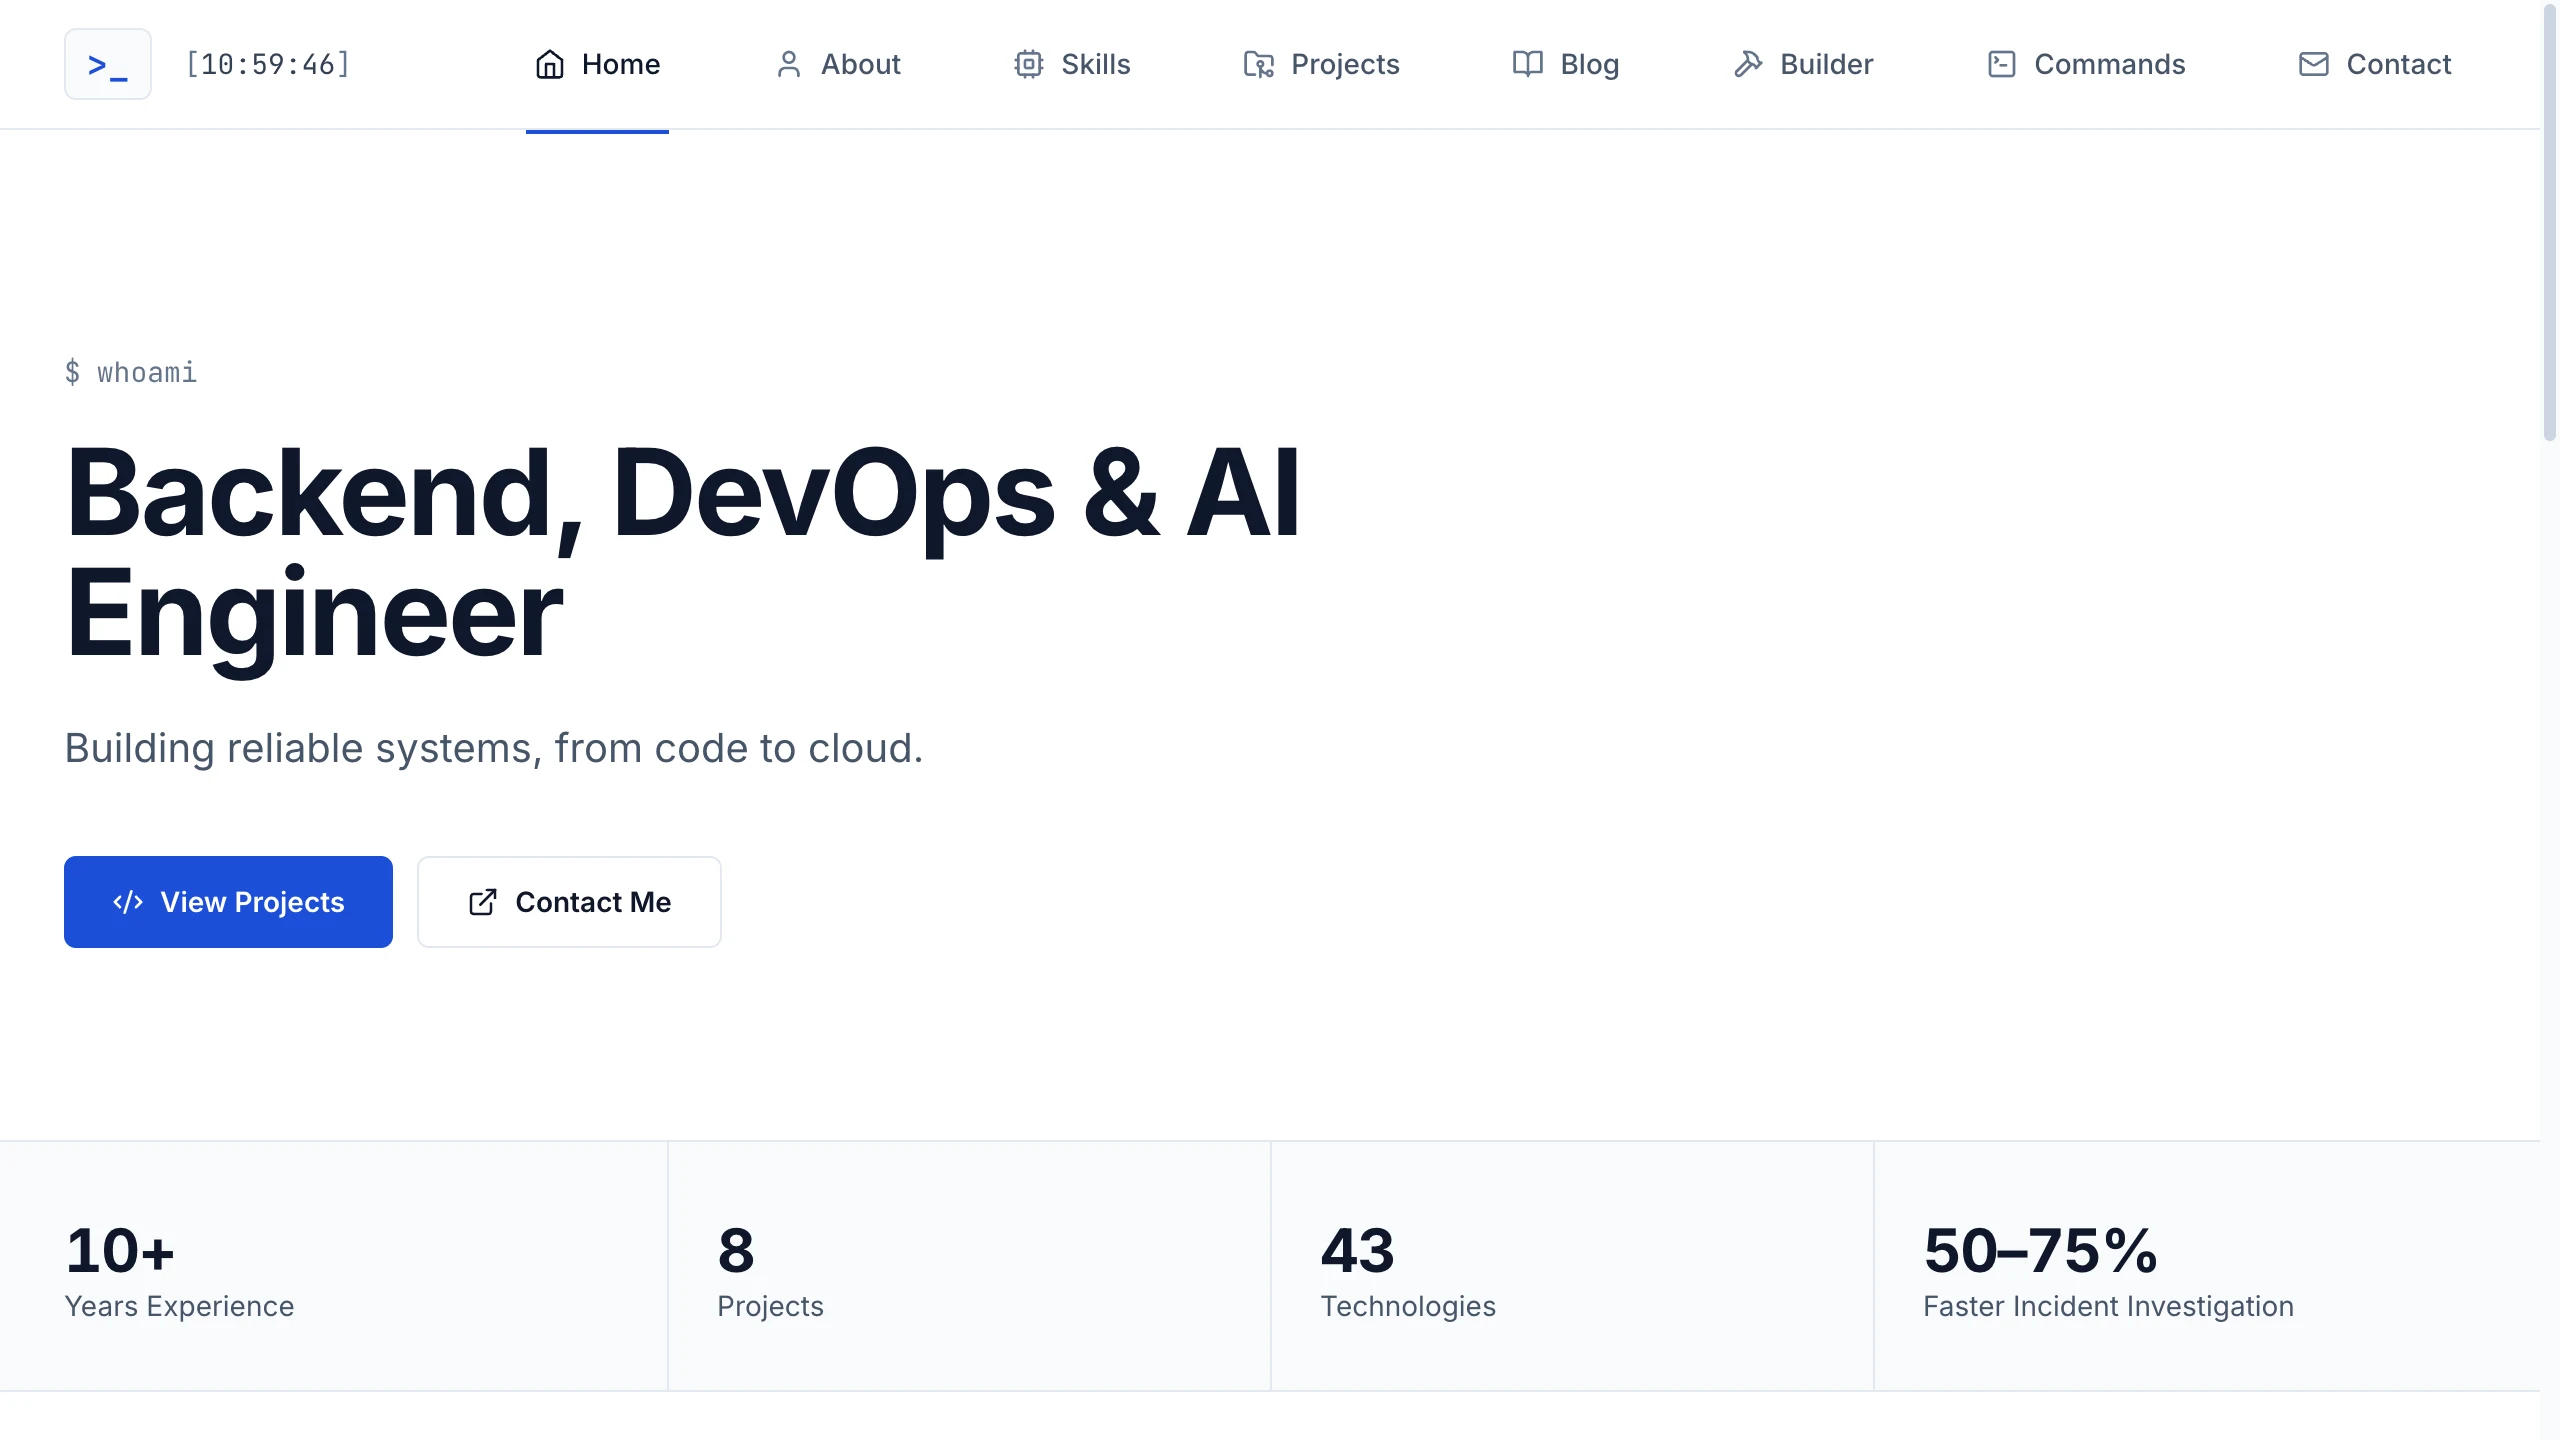 >_ [10:59:46] Home About Skills Projects Blog Builder Commands Contact
$ whoami
Backend, DevOps & AI
Engineer
Building reliable systems, from code to cloud.
</> View Projects Contact Me
10+ 8 43 50–75%
Years Experience Projects Technologies Faster Incident Investigation